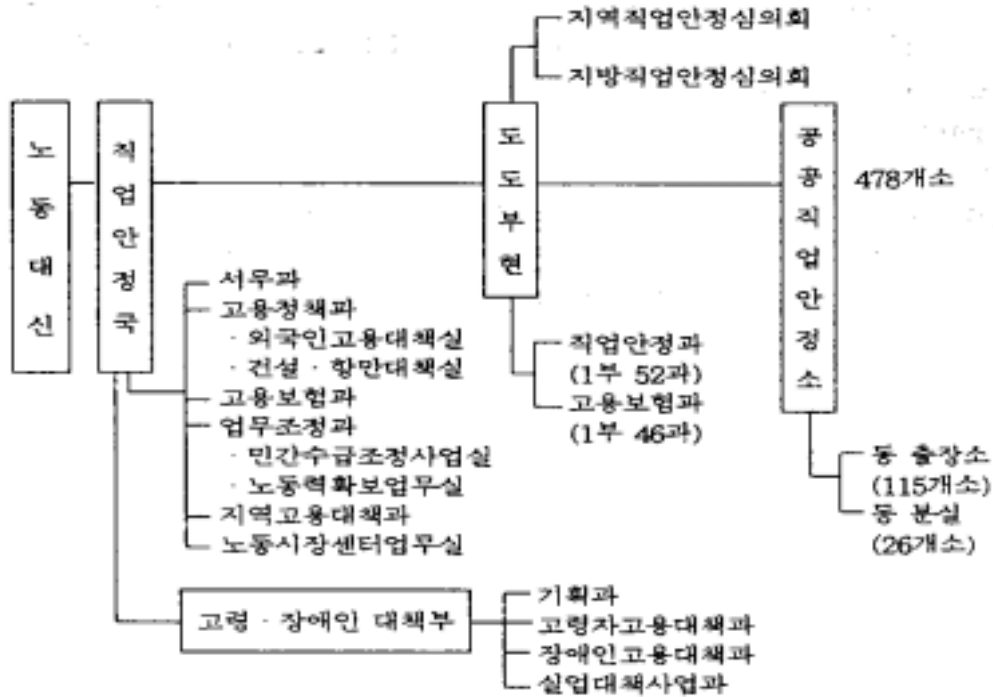 지역직업안정심의회
지방직업안정심의회
노동대신
직업안정국
도도부현
공공직업안정소
478개소
서무과
고용정책파
· 외국인고용대책실
· 건설 · 항만대책실
고용보험과
업무조정과
· 민간수급조정사업실
· 노동력확보업무실
지역고용대책과
노동시장센터업무실
직업안정과
(1부 52과)
고용보험과
(1부 46과)
동 출장소
(115개소)
동 분실
(26개소)
고령 · 장애인 대책부
기획과
고령자고용대책과
장애인고용대책과
실업대책사업과